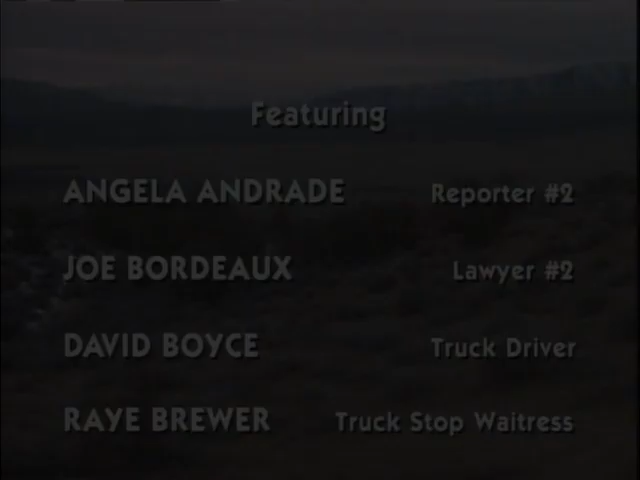 Featuring
ANGELA ANDRADE Reporter #2
JOE BORDEAUX Lawyer #2
DAVID BOYCE Truck Driver
RAYE BREWER Truck Stop Waitress